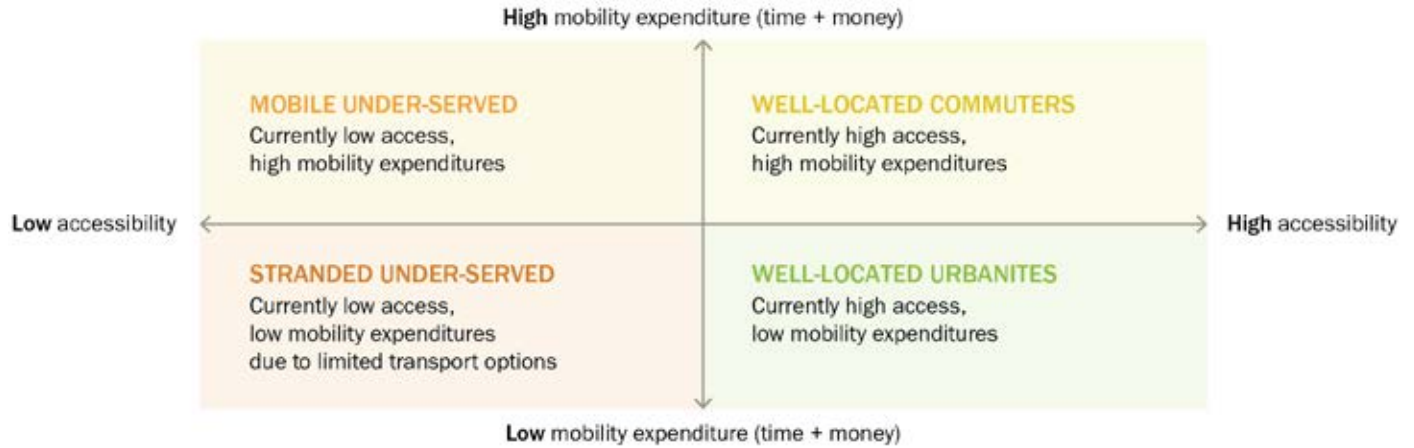 High mobility expenditure (time + money)
MOBILE UNDER-SERVED
Currently low access,
high mobility expenditures
WELL-LOCATED COMMUTERS
Currently high access,
high mobility expenditures
Low accessibility
High accessibility
STRANDED UNDER-SERVED
Currently low access,
low mobility expenditures
due to limited transport options
WELL-LOCATED URBANITES
Currently high access,
low mobility expenditures
Low mobility expenditure (time + money)